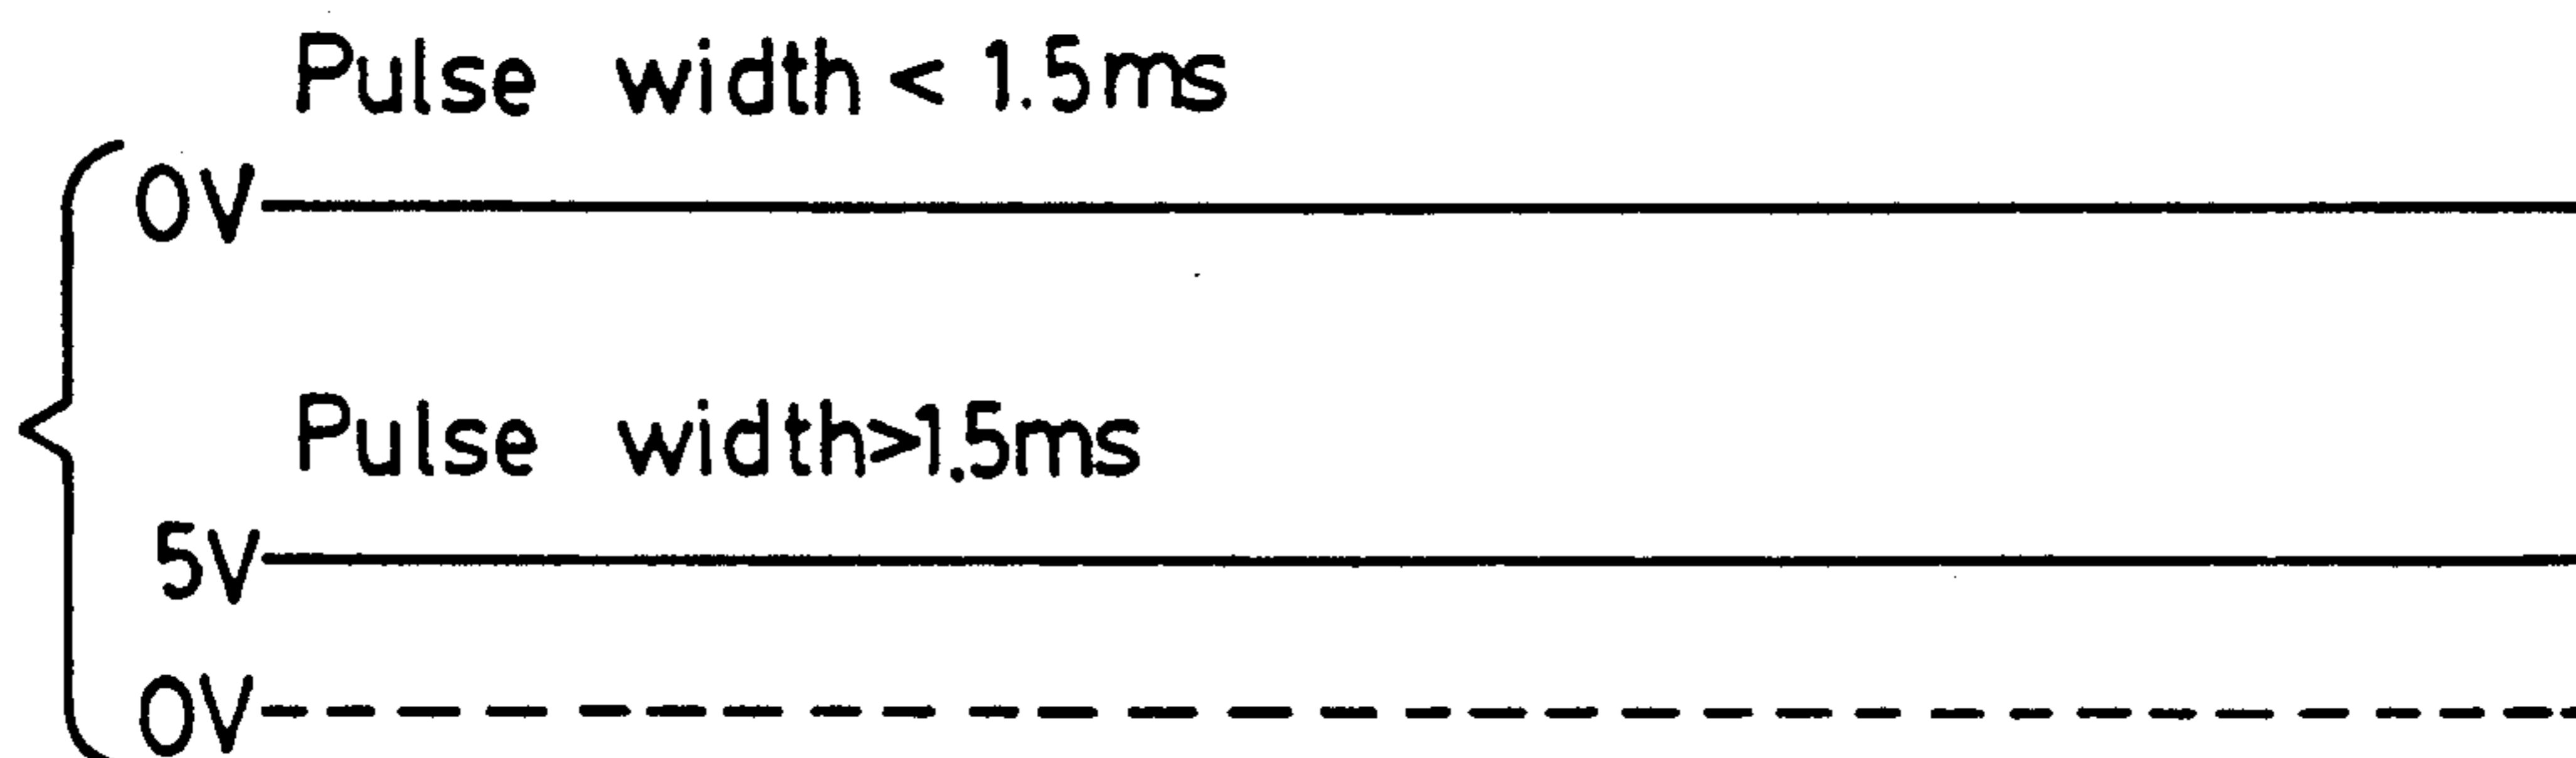 Pulse width < 1.5ms
0V
Pulse width>1.5ms
5V
0V